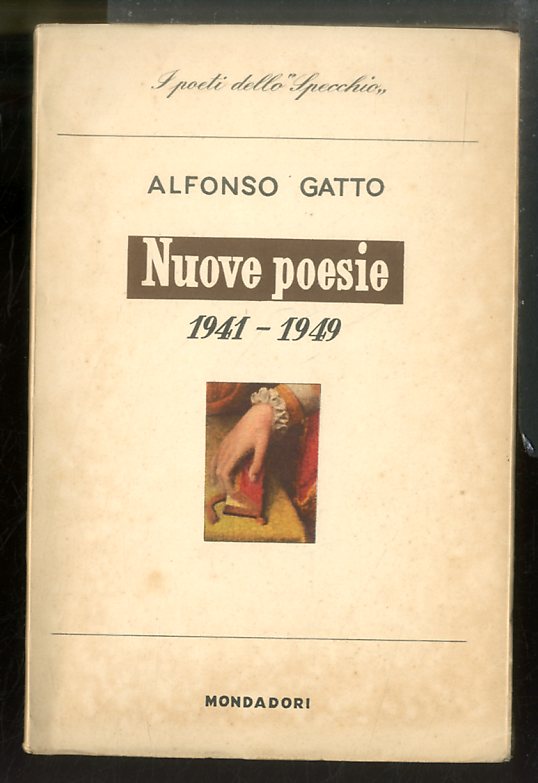 I poeti dello "Specchio„
ALFONSO GATTO
Nuove poesie
1941 - 1949
MONDADORI